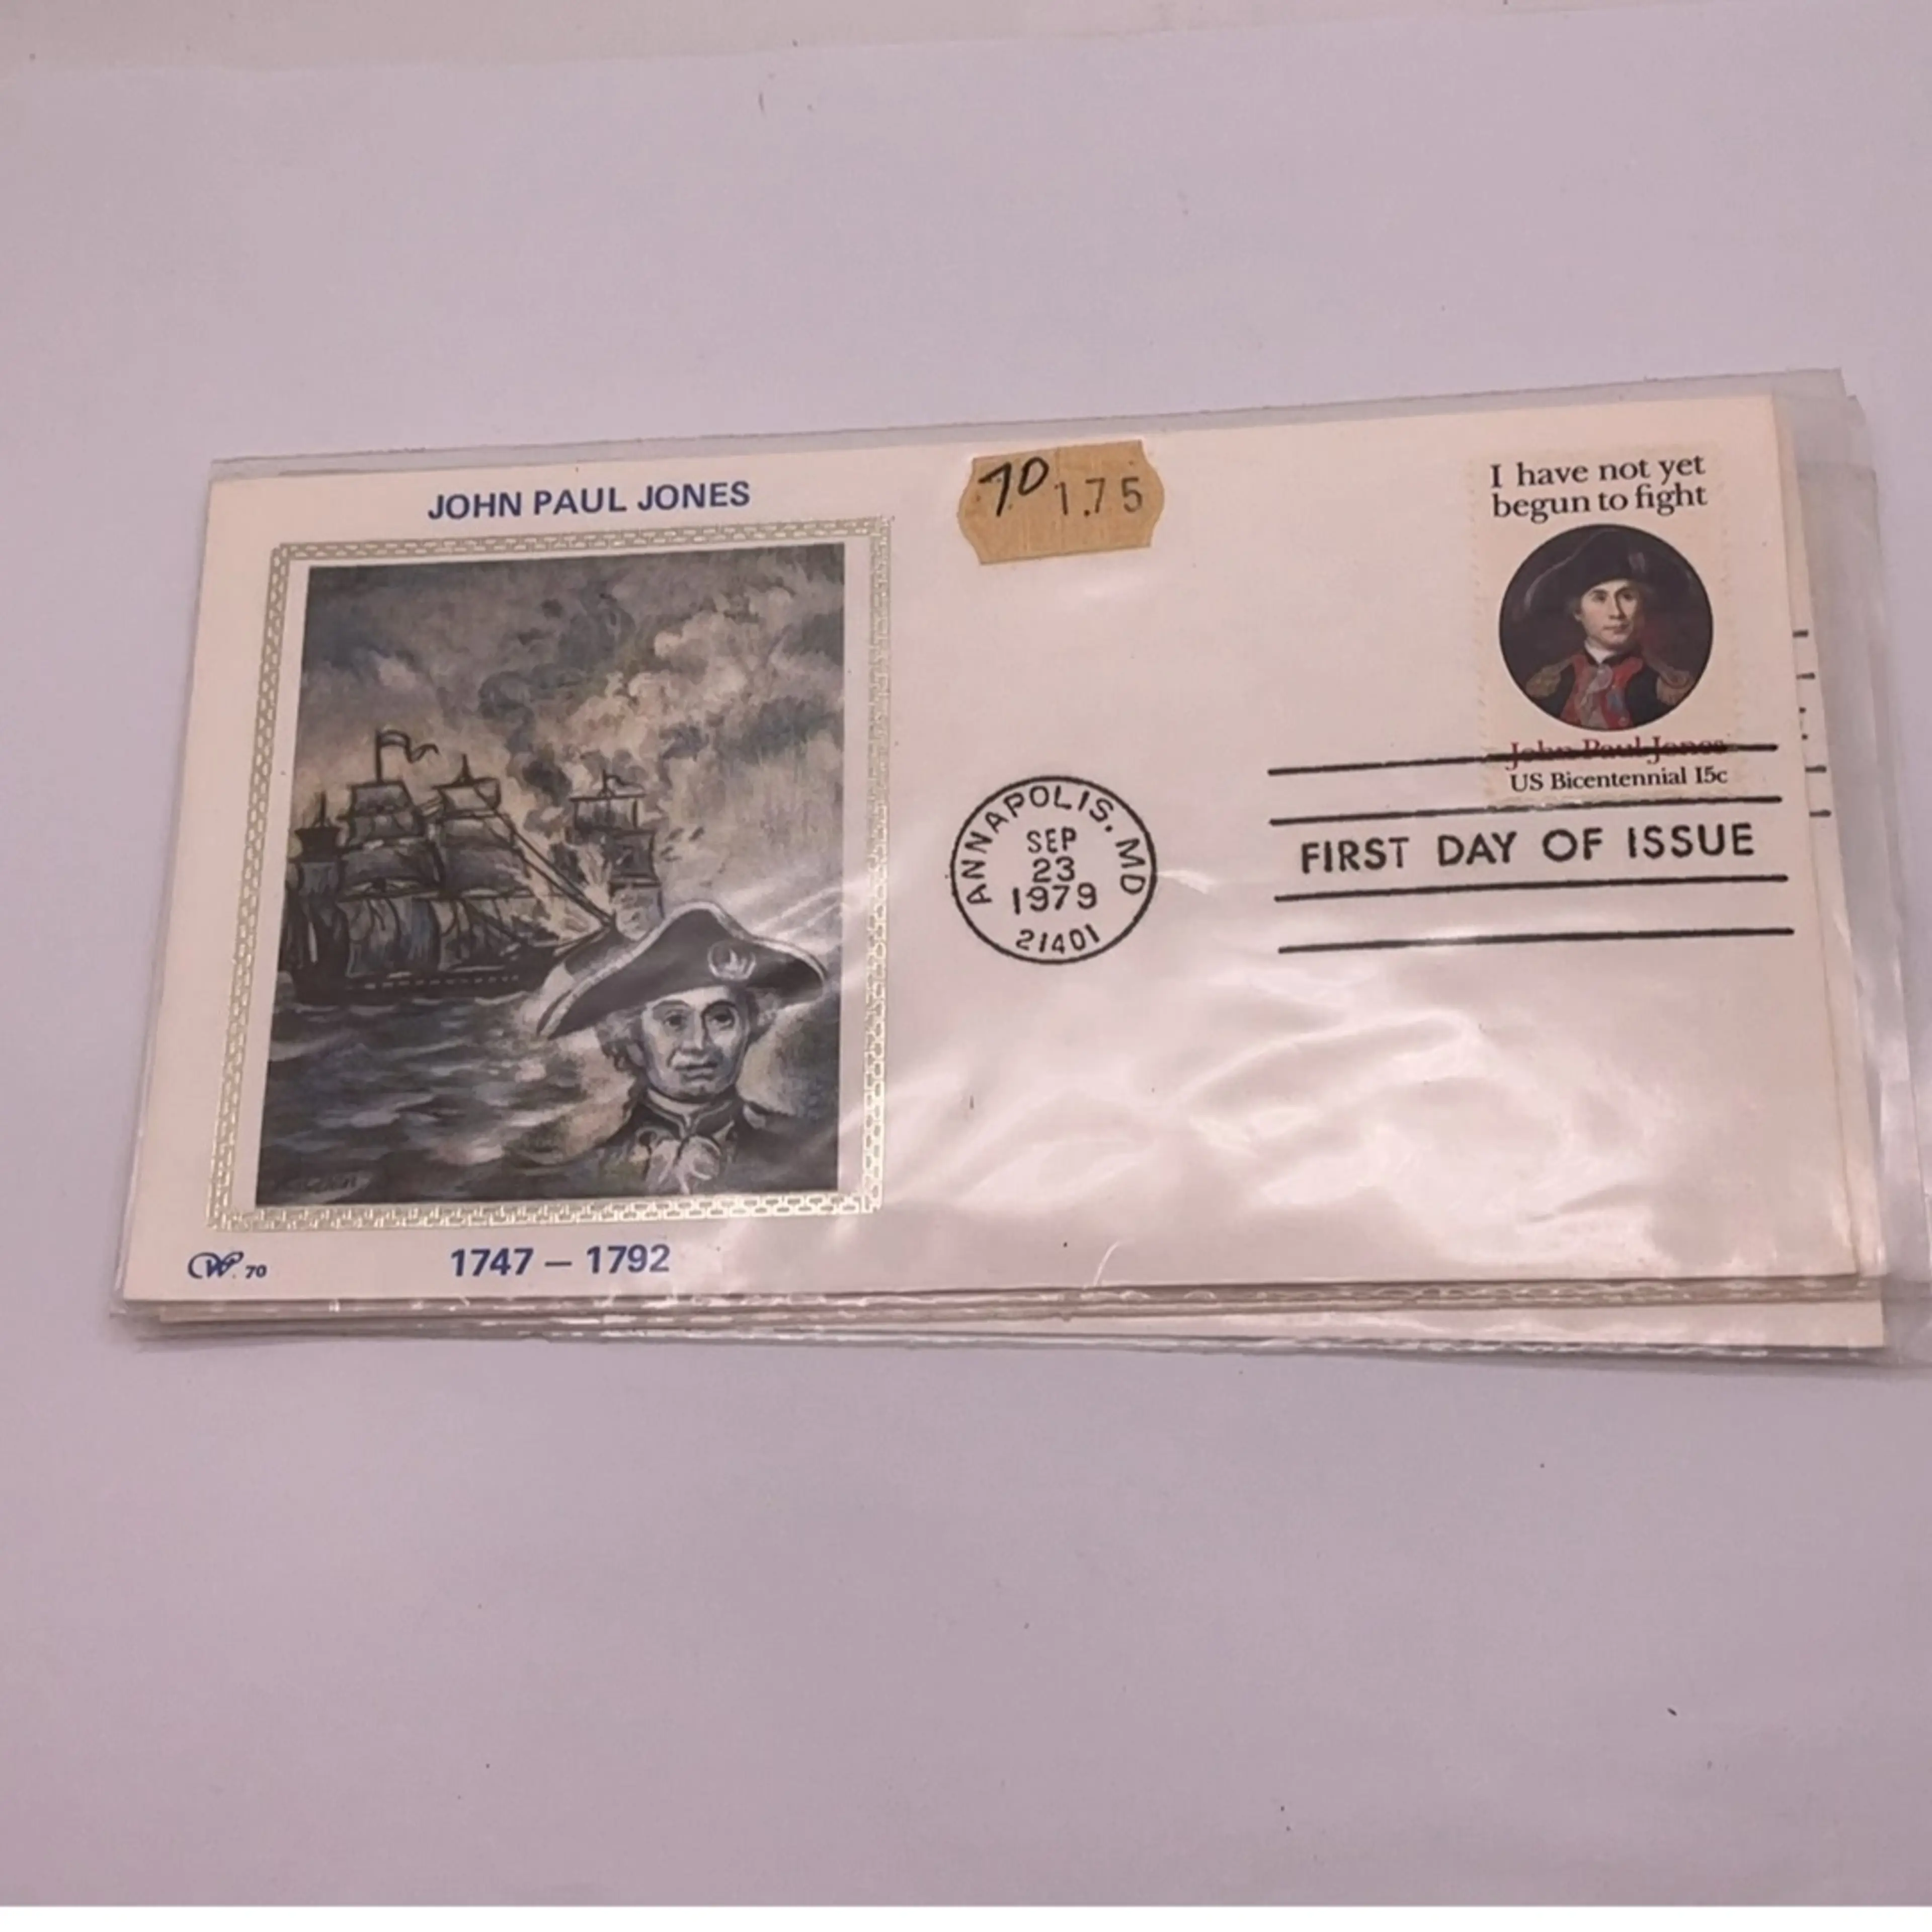 JOHN PAUL JONES
70 1.75
I have not yet
begun to fight
John Paul Jones
US Bicentennial 15c
ANNAPOLIS, MD
SEP
23
1979
21401
FIRST DAY OF ISSUE
1747 – 1792
W. 70